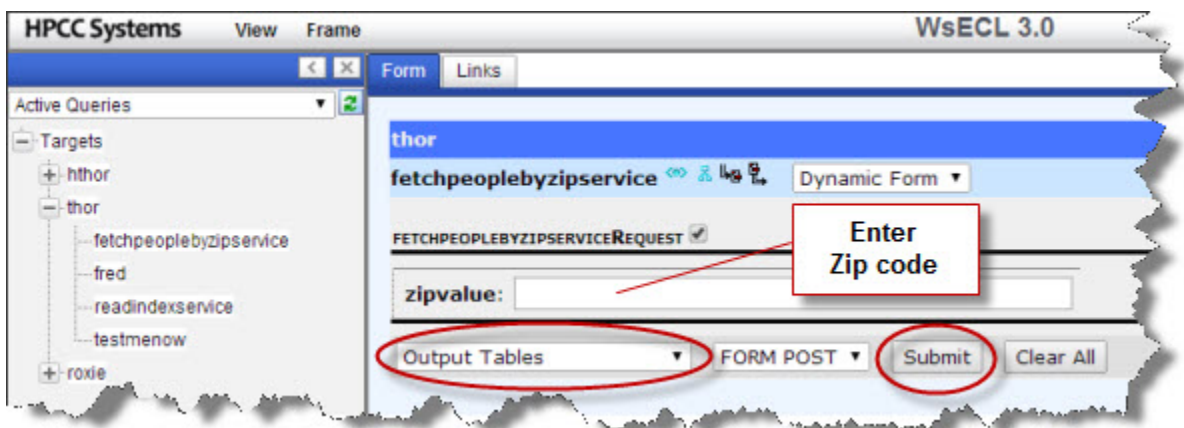 HPCC Systems View Frame WsECL 3.0
Form Links
Active Queries
Targets
hthor
thor
fetchpeoplebyzipservice
fred
readindexservice
testmenow
roxie
thor
fetchpeoplebyzipservice Dynamic Form
FETCHPEOPLEBYZIPSERVICEREQUEST
Enter
Zip code
zipvalue:
Output Tables FORM POST Submit Clear All